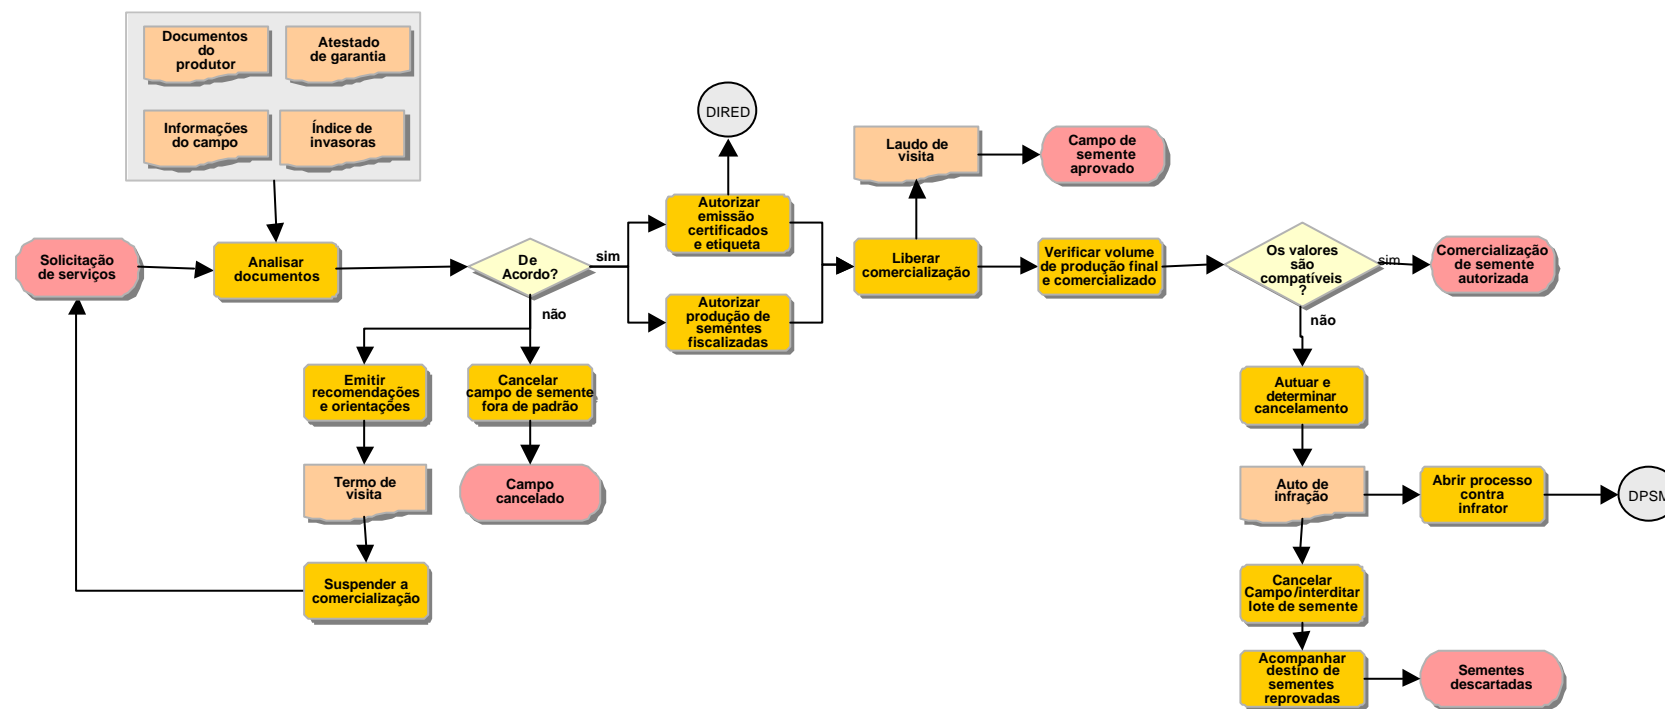 Documentos
do
produtor
Atestado
de garantia
Informações
do campo
Índice de
invasoras
DIRED
Laudo de
visita
Campo de
semente
aprovado
Solicitação
de serviços
Analisar
documentos
De
Acordo?
sim
não
Autorizar
emissão
certificados
e etiqueta
Autorizar
produção de
sementes
fiscalizadas
Liberar
comercialização
Verificar volume
de produção final
e comercializado
Os valores
são
compatíveis
?
sim
não
Comercialização
de semente
autorizada
Emitir
recomendações
e orientações
Cancelar
campo de semente
fora de padrão
Autuar e
determinar
cancelamento
Termo de
visita
Campo
cancelado
Auto de
infração
Abrir processo
contra
infrator
DPSM
Suspender a
comercialização
Cancelar
Campo/interditar
lote de semente
Acompanhar
destino de
sementes
reprovadas
Sementes
descartadas